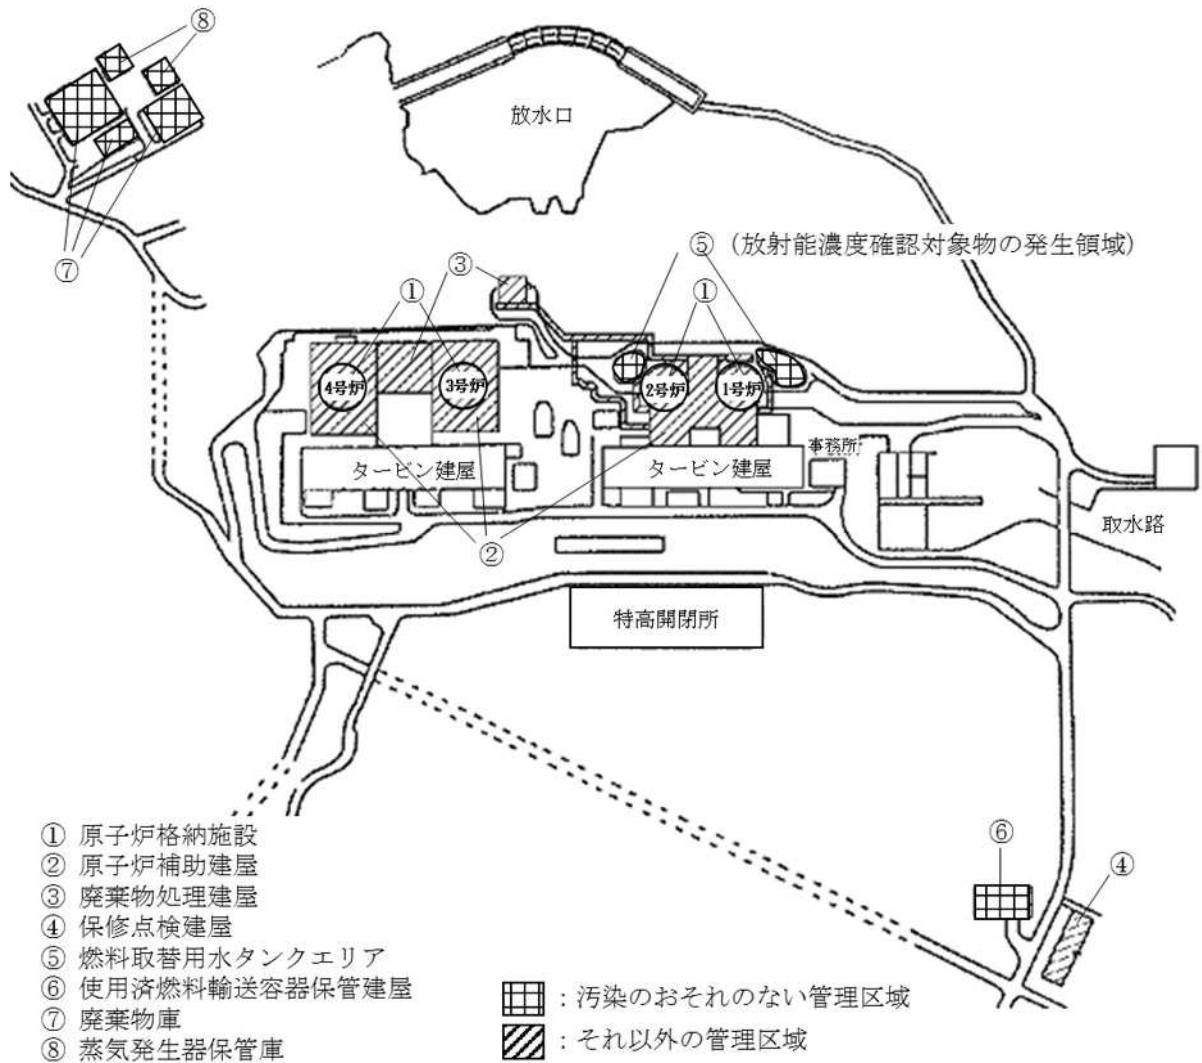 ⑧
放水口
⑤ (放射能濃度確認対象物の発生領域)
⑦
③
①
①
4号炉
3号炉
2号炉
1号炉
事務所
タービン建屋
タービン建屋
取水路
②
特高開閉所
⑥
④
① 原子炉格納施設
② 原子炉補助建屋
③ 廃棄物処理建屋
④ 保修点検建屋
⑤ 燃料取替用水タンクエリア
⑥ 使用済燃料輸送容器保管建屋
⑦ 廃棄物庫
⑧ 蒸気発生器保管庫
：汚染のおそれのない管理区域
：それ以外の管理区域